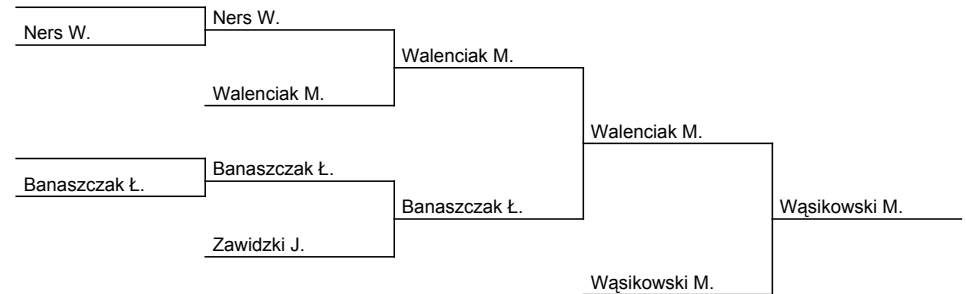 Ners W.
Ners W.
Walenciak M.
Walenciak M.
Walenciak M.
Banaszczak Ł.
Banaszczak Ł.
Banaszczak Ł.
Wąsikowski M.
Zawidzki J.
Wąsikowski M.